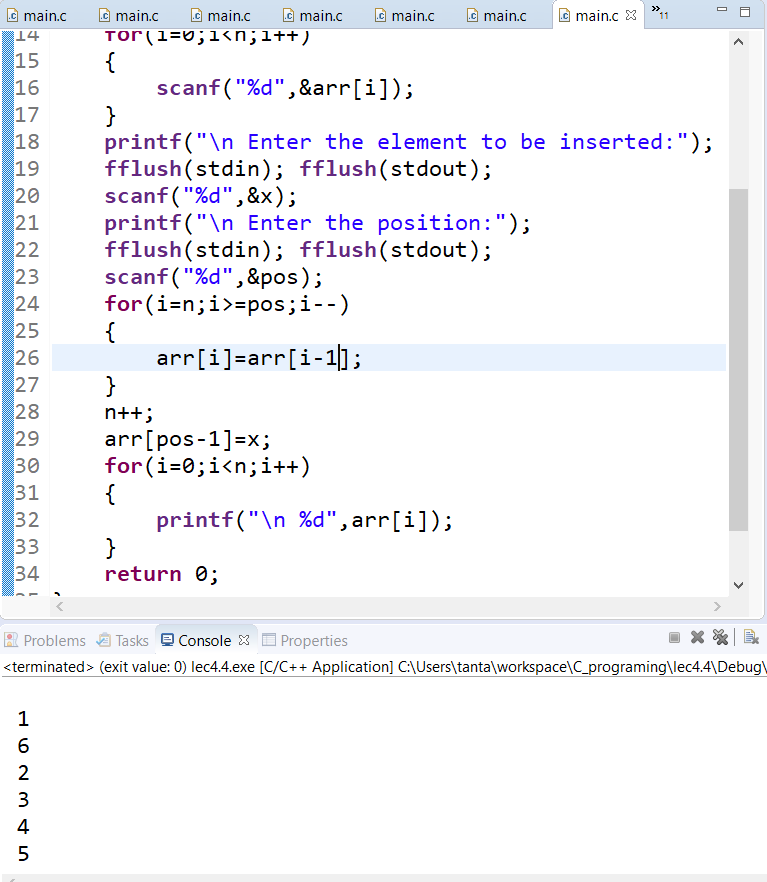 main.c main.c main.c main.c main.c main.c main.c »11
14 for(i=0;i<n;i++)
15 {
16 scanf("%d",&arr[i]);
17 }
18 printf("\n Enter the element to be inserted:");
19 fflush(stdin); fflush(stdout);
20 scanf("%d",&x);
21 printf("\n Enter the position:");
22 fflush(stdin); fflush(stdout);
23 scanf("%d",&pos);
24 for(i=n;i>=pos;i--)
25 {
26 arr[i]=arr[i-1];
27 }
28 n++;
29 arr[pos-1]=x;
30 for(i=0;i<n;i++)
31 {
32 printf("\n %d",arr[i]);
33 }
34 return 0;
Problems Tasks Console Properties
<terminated> (exit value: 0) lec4.4.exe [C/C++ Application] C:\Users\tanta\workspace\C_programing\lec4.4\Debug\
1
6
2
3
4
5